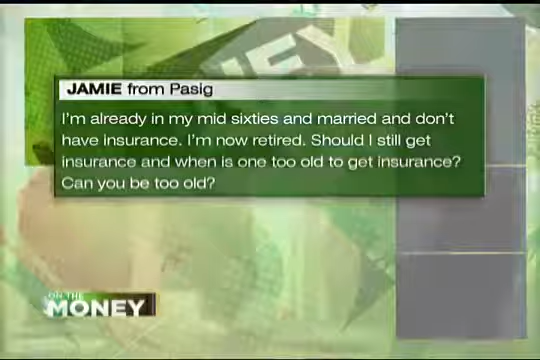 NEY
JAMIE from Pasig
I'm already in my mid sixties and married and don't
have insurance. I'm now retired. Should I still get
insurance and when is one too old to get insurance?
Can you be too old?
ON THE
MONEY